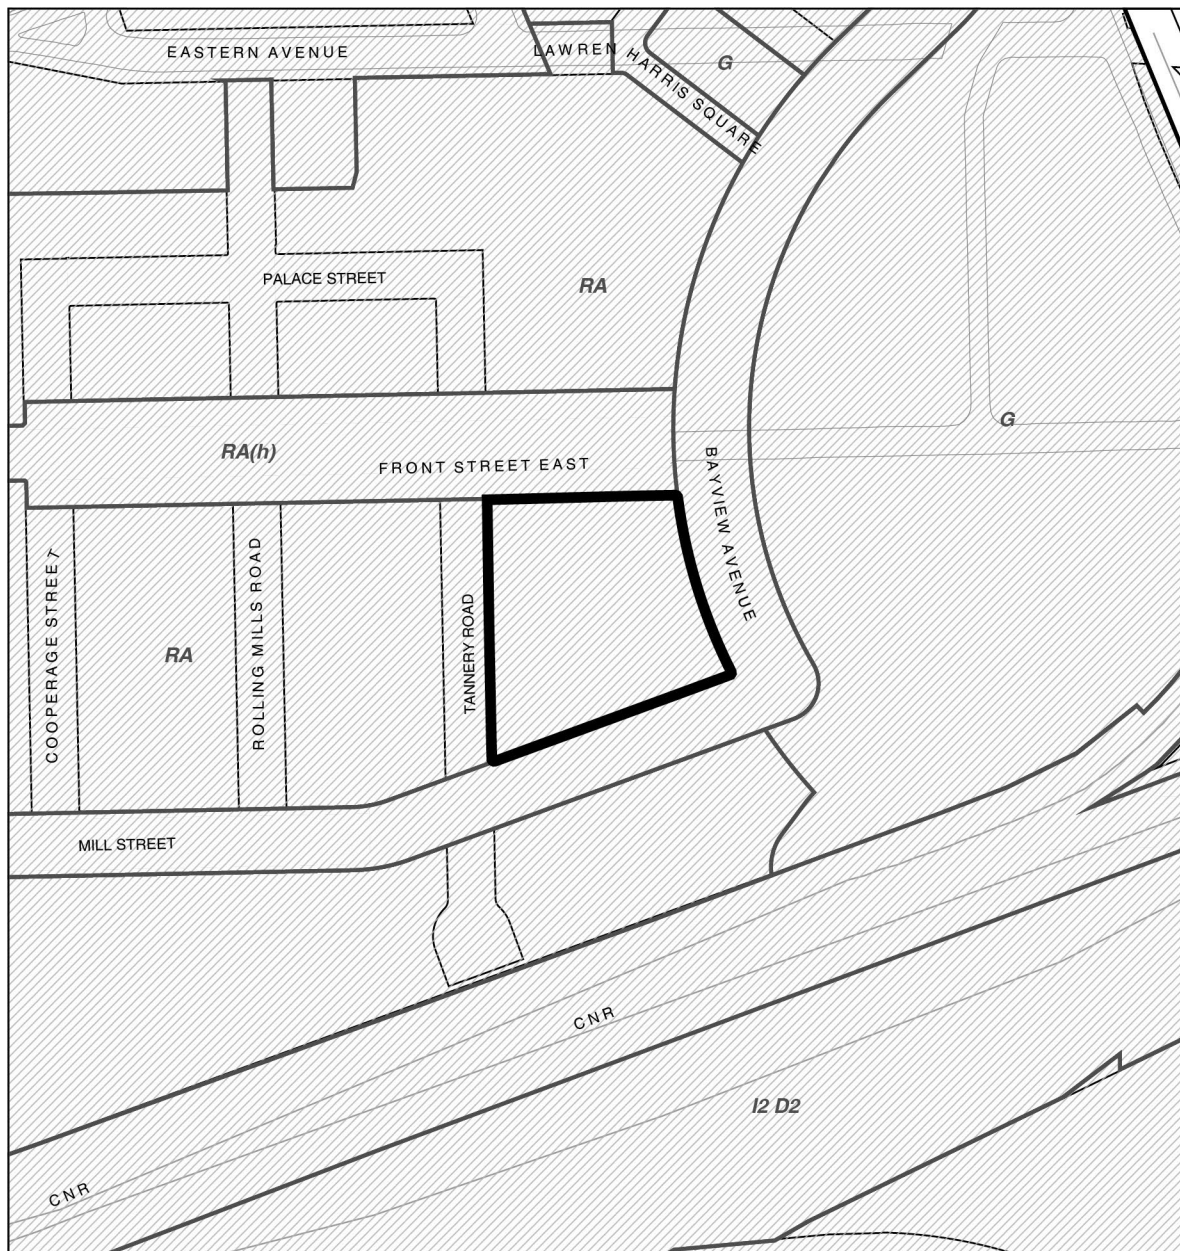 EASTERN AVENUE
LAWREN
HARRIS SQUARE
G
PALACE STREET
RA
G
RA(h)
FRONT STREET EAST
BAYVIEW AVENUE
COOPERAGE STREET
ROLLING MILLS ROAD
TANNERY ROAD
RA
MILL STREET
CNR
I2 D2
CNR